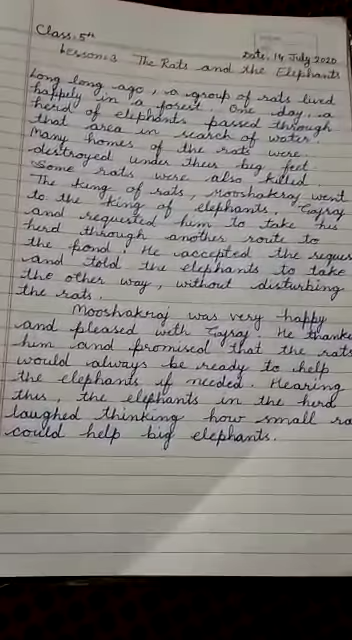 Class: 5th
Date: 14 July 2020
Lesson:3 The Rats and the Elephants
Long long ago, a group of rats lived
happely in a forest. One day, a
herd of elephants passed through
that area in search of water.
Many homes of the rats were
destroyed under their big feet.
Some rats were also killed.
The king of rats, Mooshakraj went
to the king of elephants, Gajraj
and requested him to take his
herd through another route to
the pond. He accepted the reques
and told the elephants to take
the other way, without disturbing
the rats.
Mooshakraj was very happy
and pleased with Gajraj. He thanke
him and promised that the rats
would always be ready to help
the elephants if needed. Hearing
this, the elephants in the herd
laughed thinking how small ra
could help big elephants.